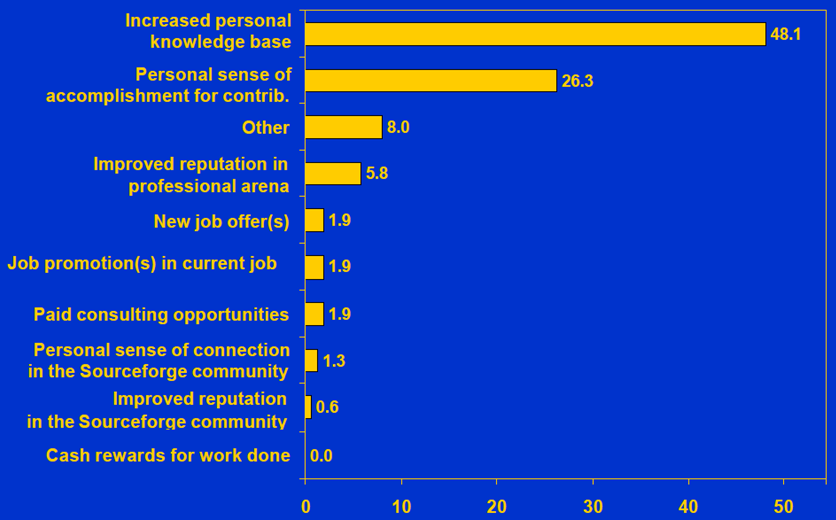 Increased personal
knowledge base
48.1
Personal sense of
accomplishment for contrib.
26.3
Other
8.0
Improved reputation in
professional arena
5.8
New job offer(s)
1.9
Job promotion(s) in current job
1.9
Paid consulting opportunities
1.9
Personal sense of connection
in the Sourceforge community
1.3
Improved reputation
in the Sourceforge community
0.6
Cash rewards for work done
0.0
0 10 20 30 40 50